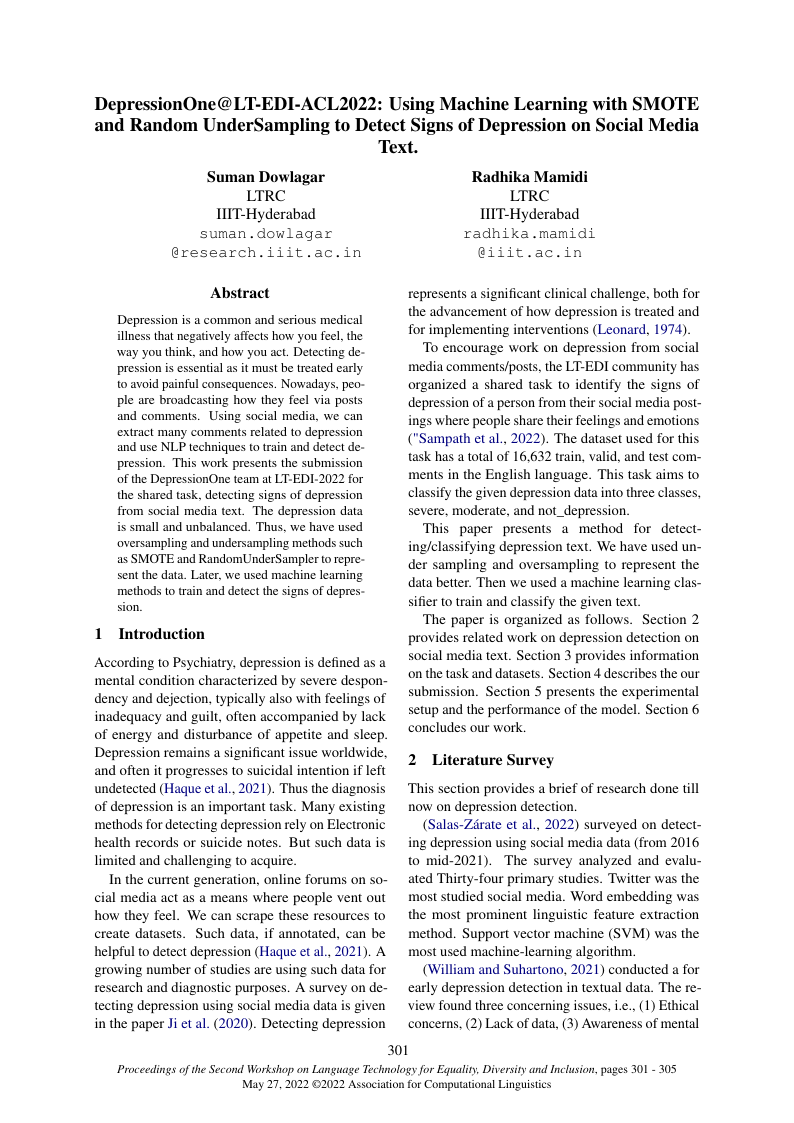 DepressionOne@LT-EDI-ACL2022: Using Machine Learning with SMOTE
and Random UnderSampling to Detect Signs of Depression on Social Media
Text.
Suman Dowlagar
LTRC
IIIT-Hyderabad
suman.dowlagar
@research.iiit.ac.in
Radhika Mamidi
LTRC
IIIT-Hyderabad
radhika.mamidi
@iiit.ac.in
Abstract
Depression is a common and serious medical
illness that negatively affects how you feel, the
way you think, and how you act. Detecting de-
pression is essential as it must be treated early
to avoid painful consequences. Nowadays, peo-
ple are broadcasting how they feel via posts
and comments. Using social media, we can
extract many comments related to depression
and use NLP techniques to train and detect de-
pression. This work presents the submission
of the DepressionOne team at LT-EDI-2022 for
the shared task, detecting signs of depression
from social media text. The depression data
is small and unbalanced. Thus, we have used
oversampling and undersampling methods such
as SMOTE and RandomUnderSampler to repre-
sent the data. Later, we used machine learning
methods to train and detect the signs of depres-
sion.
1 Introduction
According to Psychiatry, depression is defined as a
mental condition characterized by severe despon-
dency and dejection, typically also with feelings of
inadequacy and guilt, often accompanied by lack
of energy and disturbance of appetite and sleep.
Depression remains a significant issue worldwide,
and often it progresses to suicidal intention if left
undetected (Haque et al., 2021). Thus the diagnosis
of depression is an important task. Many existing
methods for detecting depression rely on Electronic
health records or suicide notes. But such data is
limited and challenging to acquire.
In the current generation, online forums on so-
cial media act as a means where people vent out
how they feel. We can scrape these resources to
create datasets. Such data, if annotated, can be
helpful to detect depression (Haque et al., 2021). A
growing number of studies are using such data for
research and diagnostic purposes. A survey on de-
tecting depression using social media data is given
in the paper Ji et al. (2020). Detecting depression
represents a significant clinical challenge, both for
the advancement of how depression is treated and
for implementing interventions (Leonard, 1974).
To encourage work on depression from social
media comments/posts, the LT-EDI community has
organized a shared task to identify the signs of
depression of a person from their social media post-
ings where people share their feelings and emotions
("Sampath et al., 2022). The dataset used for this
task has a total of 16,632 train, valid, and test com-
ments in the English language. This task aims to
classify the given depression data into three classes,
severe, moderate, and not_depression.
This paper presents a method for detect-
ing/classifying depression text. We have used un-
der sampling and oversampling to represent the
data better. Then we used a machine learning clas-
sifier to train and classify the given text.
The paper is organized as follows. Section 2
provides related work on depression detection on
social media text. Section 3 provides information
on the task and datasets. Section 4 describes the our
submission. Section 5 presents the experimental
setup and the performance of the model. Section 6
concludes our work.
2 Literature Survey
This section provides a brief of research done till
now on depression detection.
(Salas-Zárate et al., 2022) surveyed on detect-
ing depression using social media data (from 2016
to mid-2021). The survey analyzed and evalu-
ated Thirty-four primary studies. Twitter was the
most studied social media. Word embedding was
the most prominent linguistic feature extraction
method. Support vector machine (SVM) was the
most used machine-learning algorithm.
(William and Suhartono, 2021) conducted a for
early depression detection in textual data. The re-
view found three concerning issues, i.e., (1) Ethical
concerns, (2) Lack of data, (3) Awareness of mental
301
Proceedings of the Second Workshop on Language Technology for Equality, Diversity and Inclusion, pages 301 - 305
May 27, 2022 ©2022 Association for Computational Linguistics